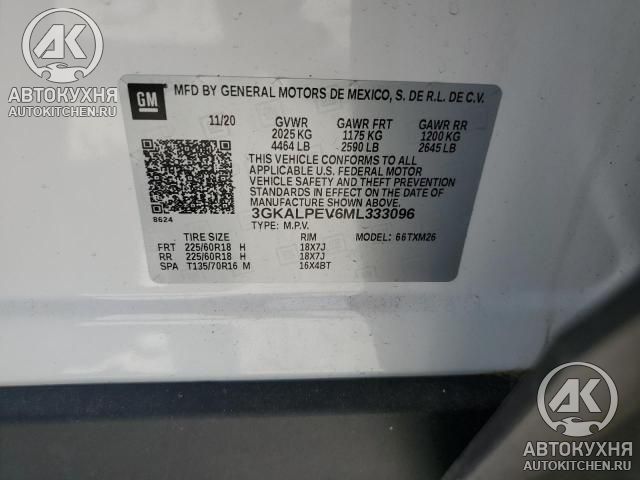 AK
АВТОКУХНЯ
AUTOKITCHEN.RU
GM
MFD BY GENERAL MOTORS DE MEXICO, S. DE R.L. DE C.V.
11/20 GVWR GAWR FRT GAWR RR
2025 KG 1175 KG 1200 KG
4464 LB 2590 LB 2645 LB
THIS VEHICLE CONFORMS TO ALL
APPLICABLE U.S. FEDERAL MOTOR
VEHICLE SAFETY AND THEFT PREVENTION
STANDARDS IN EFFECT ON THE DATE OF
MANUFACTURE SHOWN ABOVE.
8624
3GKALPEV6ML333096
TYPE: M.P.V.
TIRE SIZE RIM MODEL: 66TXM26
FRT 225/60R18 H 18X7J
RR 225/60R18 H 18X7J
SPA T135/70R16 M 16X4BT
AK
АВТОКУХНЯ
AUTOKITCHEN.RU